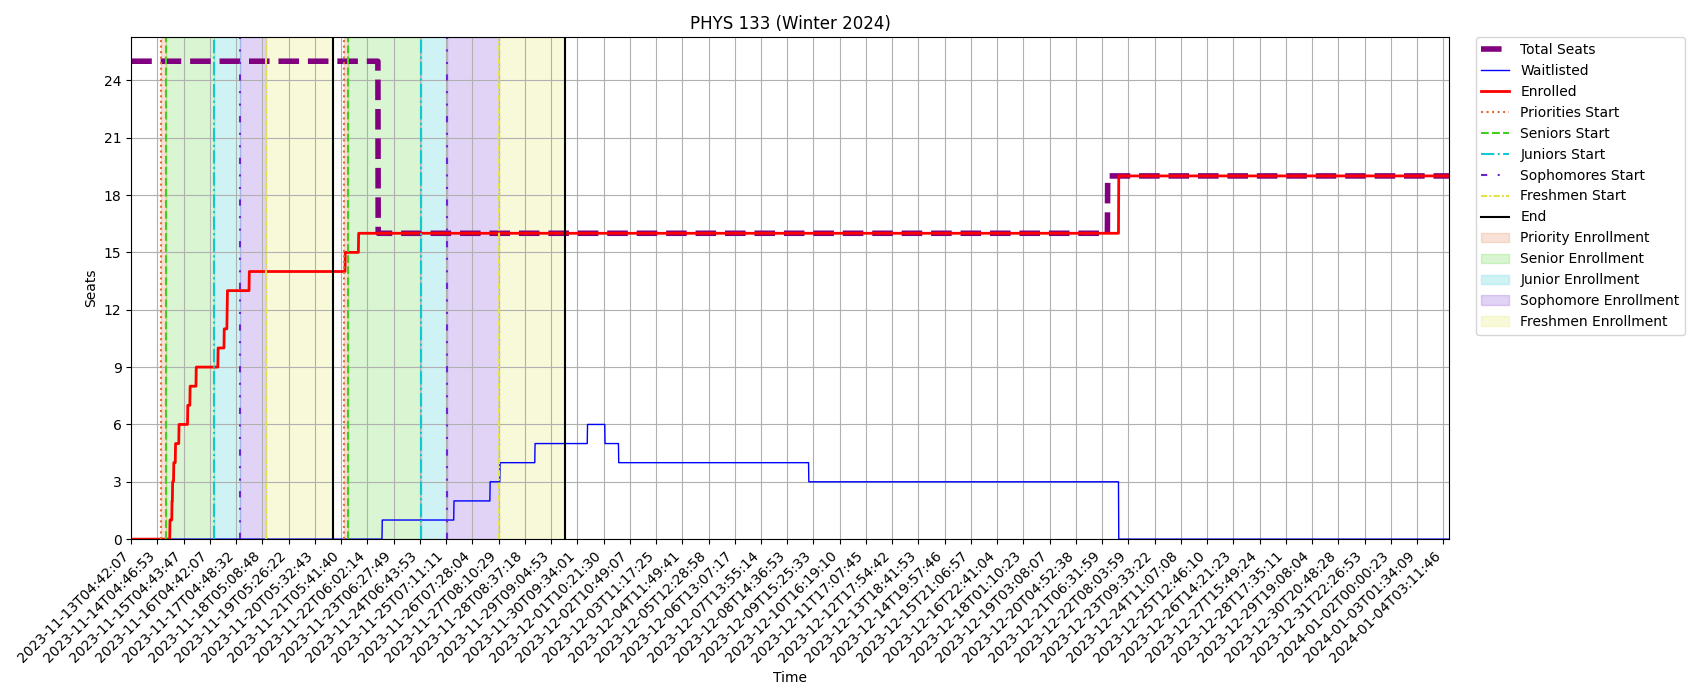 PHYS 133 (Winter 2024)
Seats
24
21
18
15
12
9
6
3
0
2023-11-13T04:42:07
2023-11-14T04:46:53
2023-11-15T04:43:47
2023-11-16T04:42:07
2023-11-17T04:48:32
2023-11-18T05:08:48
2023-11-19T05:26:22
2023-11-20T05:32:43
2023-11-21T05:41:40
2023-11-22T06:02:14
2023-11-23T06:27:49
2023-11-24T06:43:53
2023-11-26T07:11:11
2023-11-27T07:28:04
2023-11-28T08:10:29
2023-11-28T08:37:18
2023-11-29T09:04:53
2023-11-30T09:34:01
2023-12-01T10:21:30
2023-12-02T10:49:07
2023-12-03T11:17:25
2023-12-04T11:49:41
2023-12-05T12:28:58
2023-12-06T13:07:17
2023-12-07T13:55:14
2023-12-08T14:36:53
2023-12-09T15:25:33
2023-12-10T16:19:10
2023-12-11T17:07:45
2023-12-12T17:54:42
2023-12-13T18:41:53
2023-12-14T19:57:46
2023-12-15T21:06:57
2023-12-16T22:41:04
2023-12-18T01:10:23
2023-12-19T03:08:07
2023-12-20T04:52:38
2023-12-21T06:31:59
2023-12-22T08:03:59
2023-12-23T09:33:22
2023-12-24T11:07:08
2023-12-25T12:46:10
2023-12-26T14:21:23
2023-12-27T15:49:24
2023-12-28T17:35:11
2023-12-29T19:08:04
2023-12-30T20:48:28
2023-12-31T22:26:53
2024-01-02T00:00:23
2024-01-03T01:34:09
2024-01-04T03:11:46
Time
Total Seats
Waitlisted
Enrolled
Priorities Start
Seniors Start
Juniors Start
Sophomores Start
Freshmen Start
End
Priority Enrollment
Senior Enrollment
Junior Enrollment
Sophomore Enrollment
Freshmen Enrollment